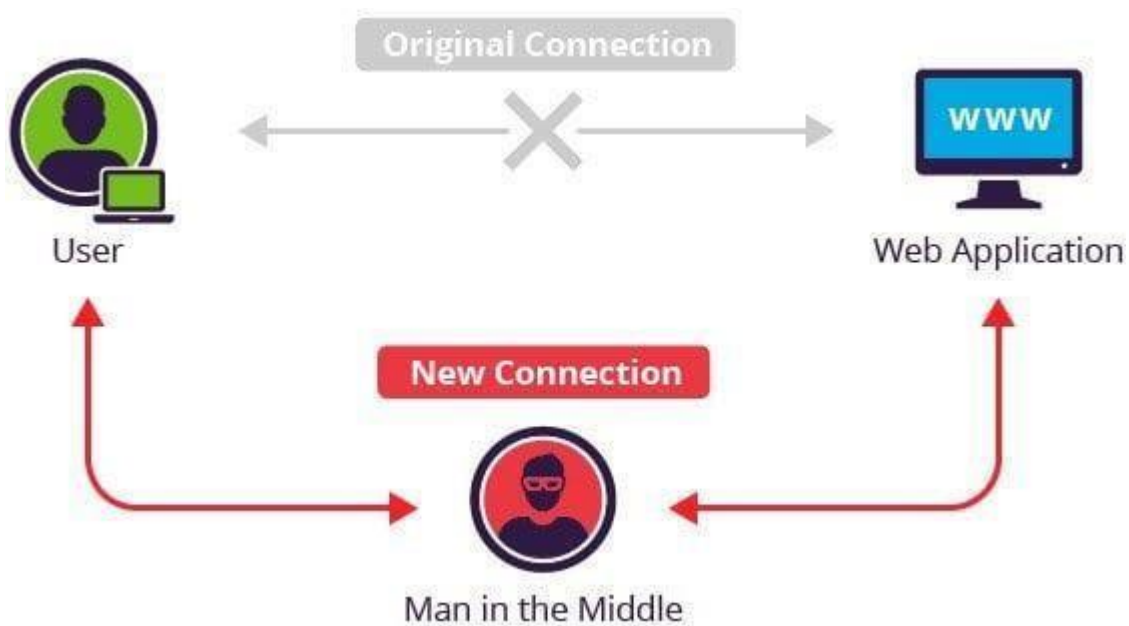 Original Connection
www
User
Web Application
New Connection
Man in the Middle